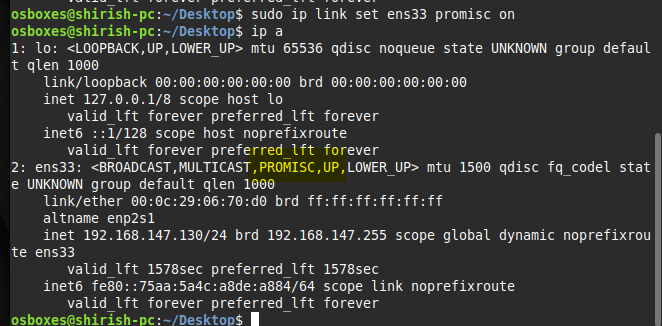 osboxes@shirish-pc:~/Desktop$ sudo ip link set ens33 promisc on
osboxes@shirish-pc:~/Desktop$ ip a
1: lo: <LOOPBACK,UP,LOWER_UP> mtu 65536 qdisc noqueue state UNKNOWN group defaul
t qlen 1000
    link/loopback 00:00:00:00:00:00 brd 00:00:00:00:00:00
    inet 127.0.0.1/8 scope host lo
       valid_lft forever preferred_lft forever
    inet6 ::1/128 scope host noprefixroute
       valid_lft forever preferred_lft forever
2: ens33: <BROADCAST,MULTICAST,PROMISC,UP,LOWER_UP> mtu 1500 qdisc fq_codel stat
e UNKNOWN group default qlen 1000
    link/ether 00:0c:29:06:70:d0 brd ff:ff:ff:ff:ff:ff
    altname enp2s1
    inet 192.168.147.130/24 brd 192.168.147.255 scope global dynamic noprefixrou
te ens33
       valid_lft 1578sec preferred_lft 1578sec
    inet6 fe80::75aa:5a4c:a8de:a884/64 scope link noprefixroute
       valid_lft forever preferred_lft forever
osboxes@shirish-pc:~/Desktop$